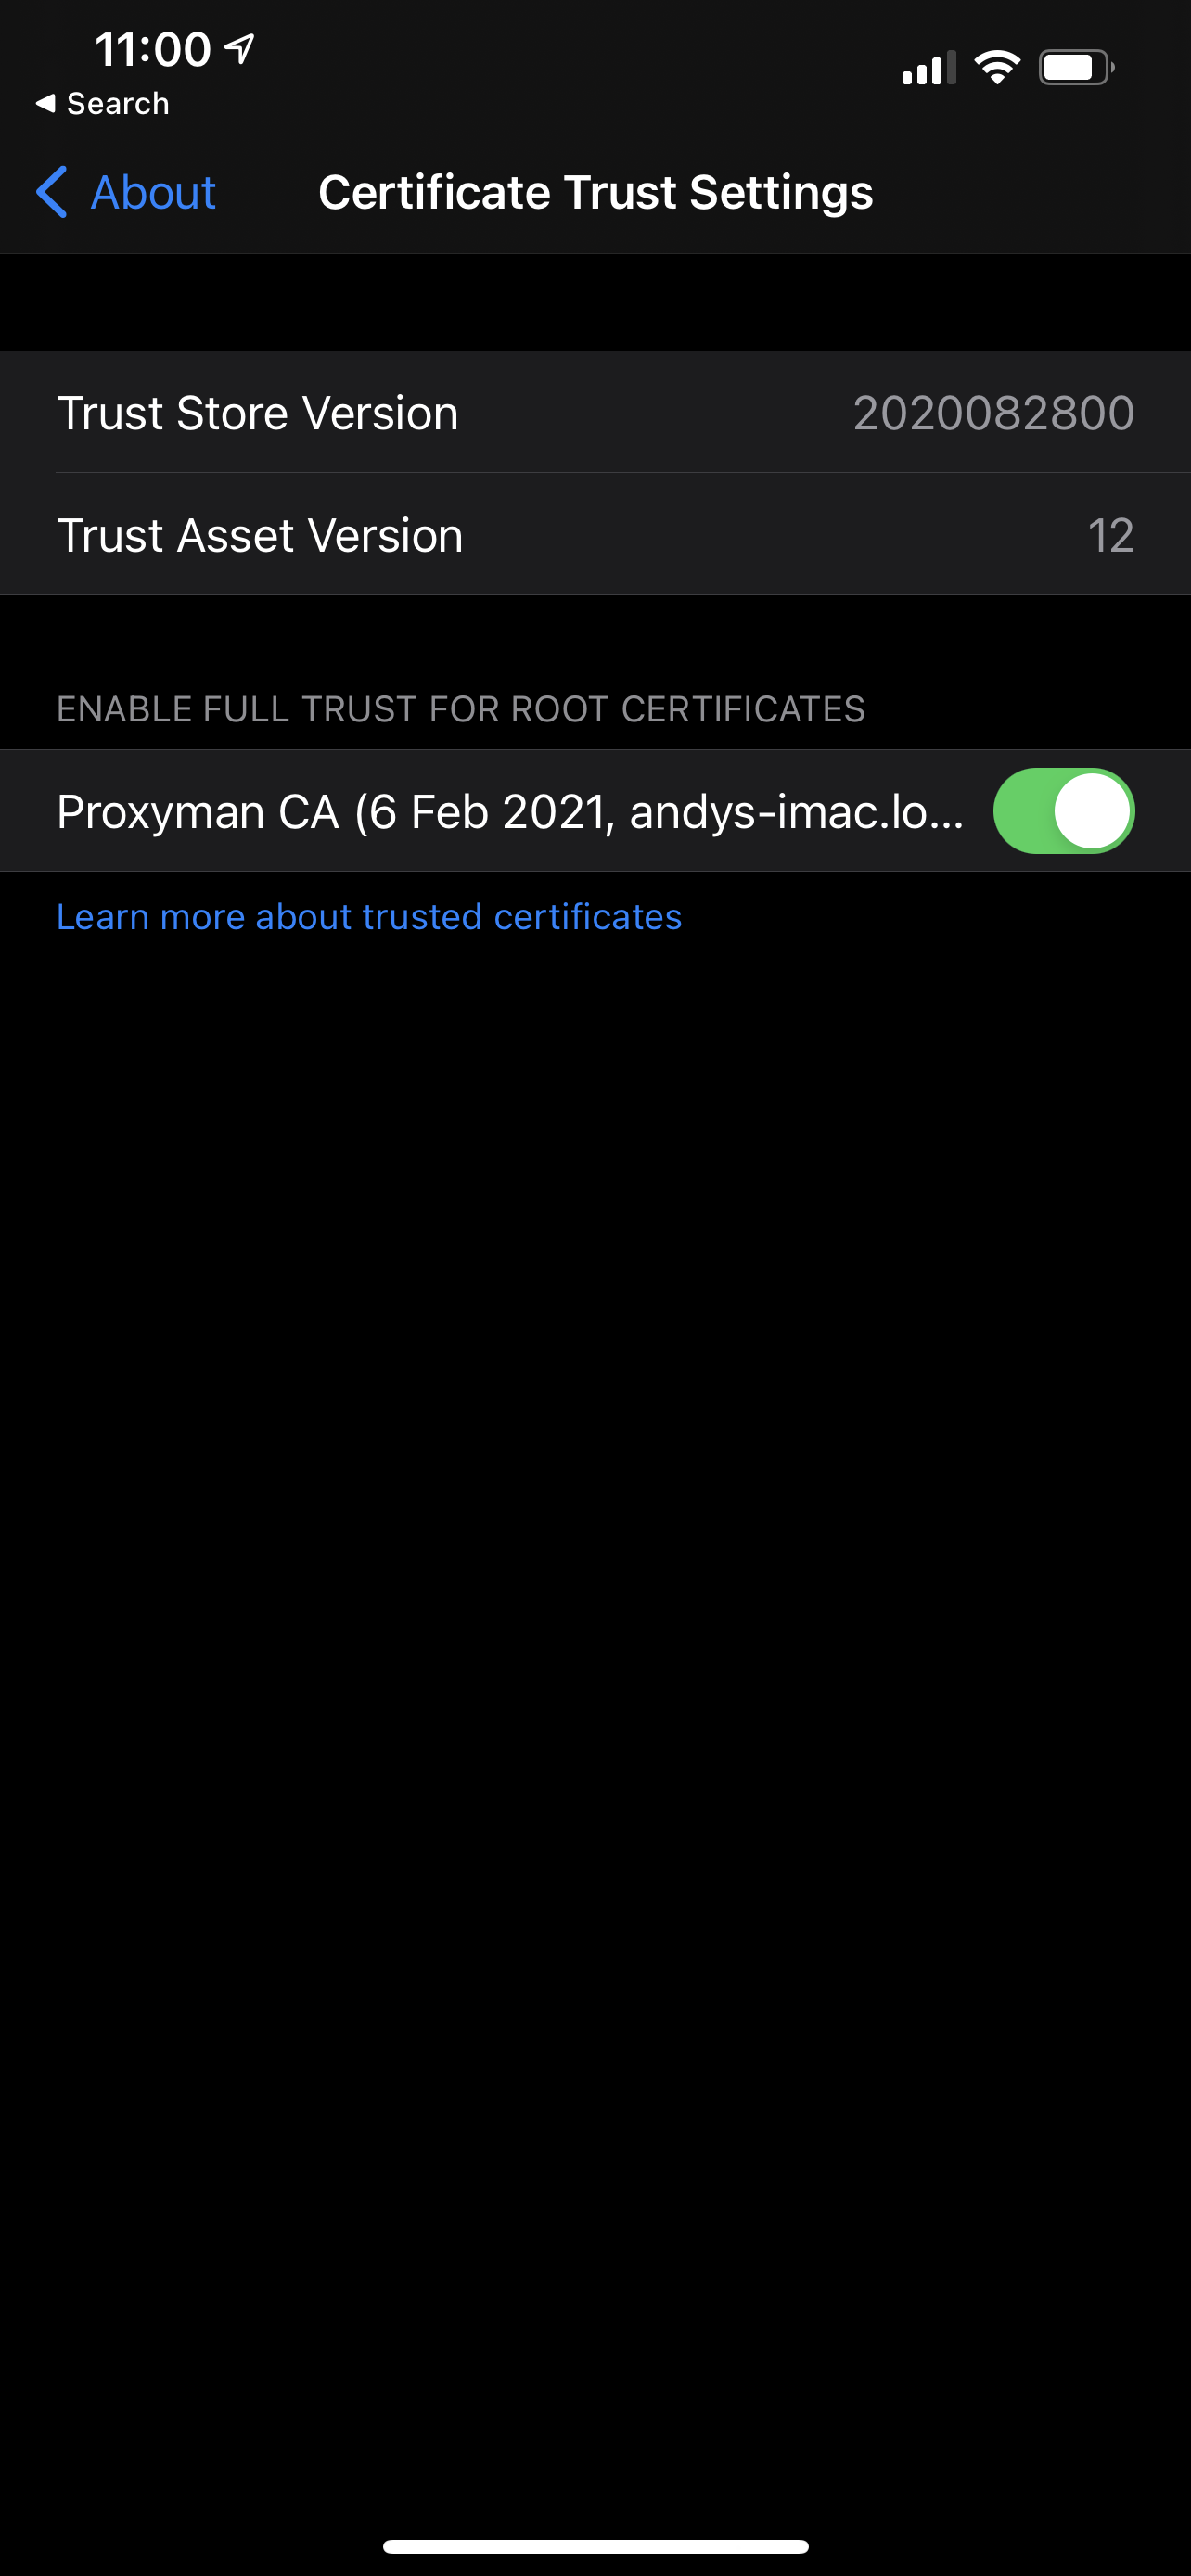 11:00
Search
About
Certificate Trust Settings
Trust Store Version 2020082800
Trust Asset Version 12
ENABLE FULL TRUST FOR ROOT CERTIFICATES
Proxyman CA (6 Feb 2021, andys-imac.lo...
Learn more about trusted certificates